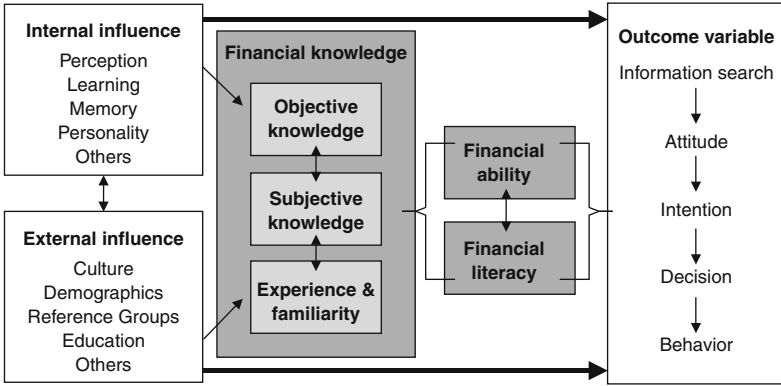 Internal influence
Perception
Learning
Memory
Personality
Others
External influence
Culture
Demographics
Reference Groups
Education
Others
Financial knowledge
Objective
knowledge
Subjective
knowledge
Experience &
familiarity
Financial
ability
Financial
literacy
Outcome variable
Information search
Attitude
Intention
Decision
Behavior